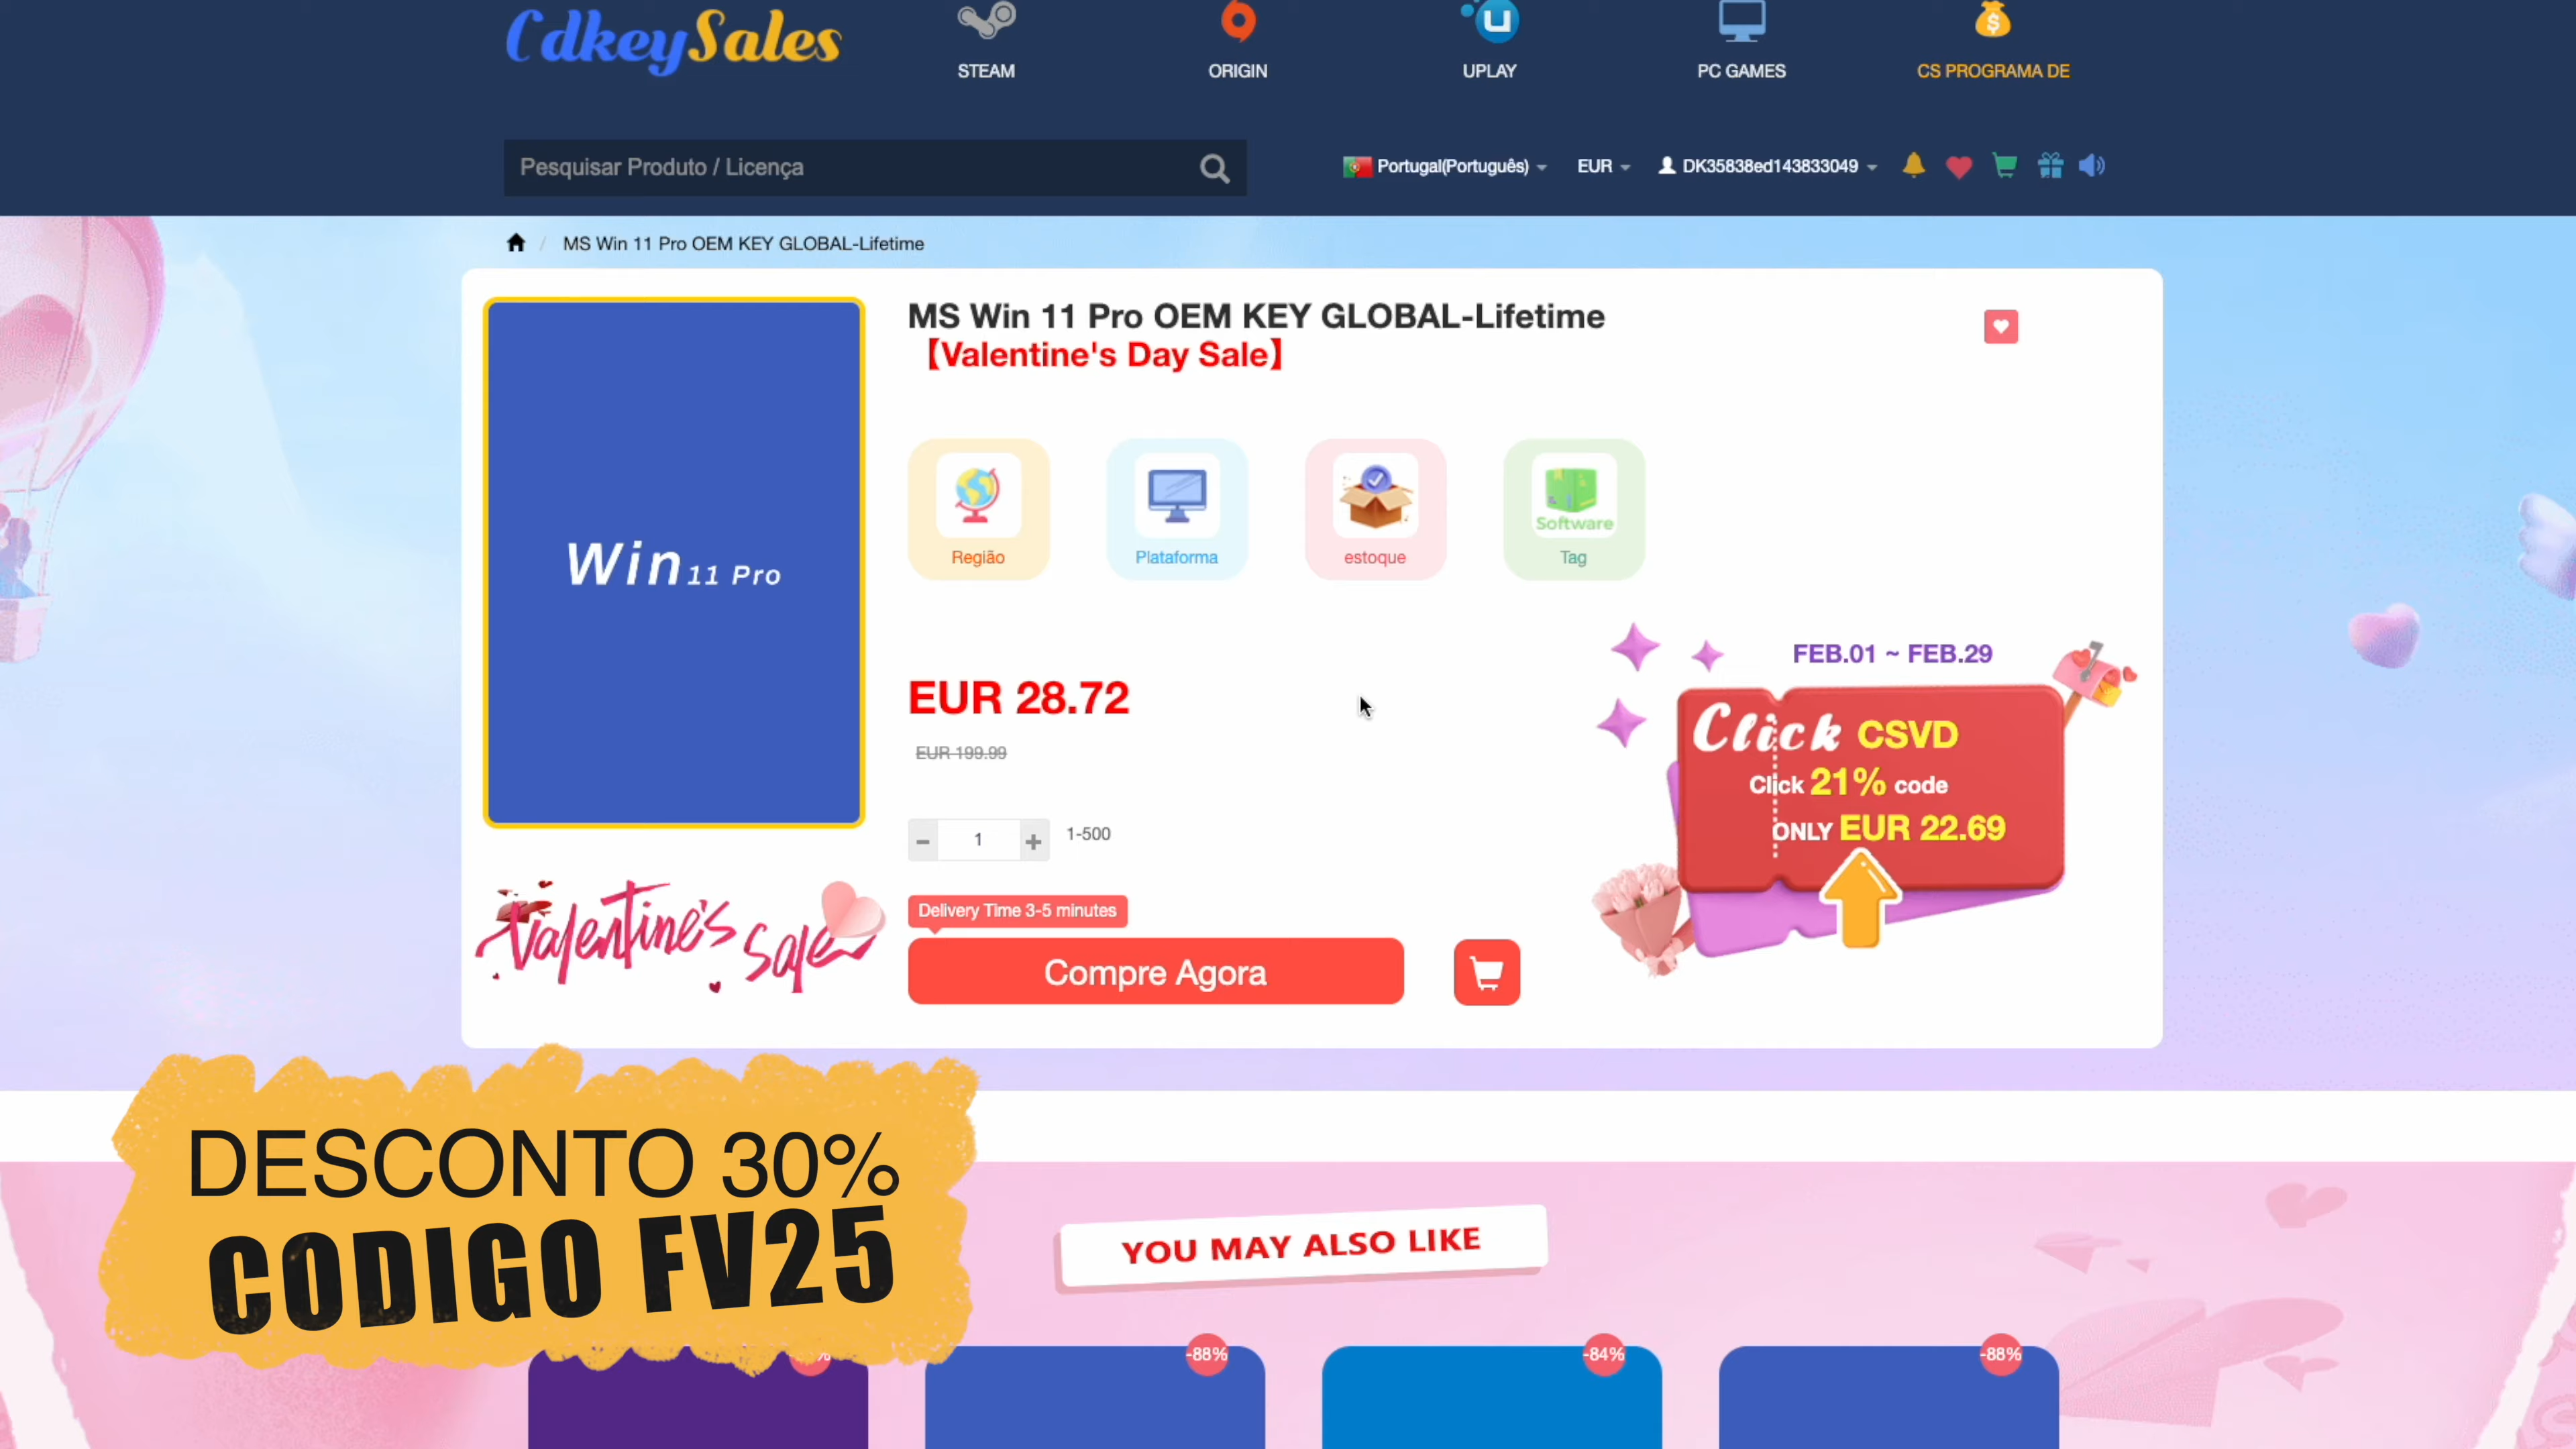 CdkeySales
STEAM
ORIGIN
UPLAY
PC GAMES
CS PROGRAMA DE
Pesquisar Produto / Licença
Portugal(Português)
EUR
DK35838ed143833049
MS Win 11 Pro OEM KEY GLOBAL-Lifetime
MS Win 11 Pro OEM KEY GLOBAL-Lifetime
【Valentine's Day Sale】
Win 11 Pro
Software
Região
Plataforma
estoque
Tag
EUR 28.72
EUR 199.99
FEB.01 ~ FEB.29
Click CSVD
Click 21% code
ONLY EUR 22.69
- 1 + 1-500
Valentine's Sale
Delivery Time 3-5 minutes
Compre Agora
DESCONTO 30%
CODIGO FV25
YOU MAY ALSO LIKE
-88%
-84%
-88%